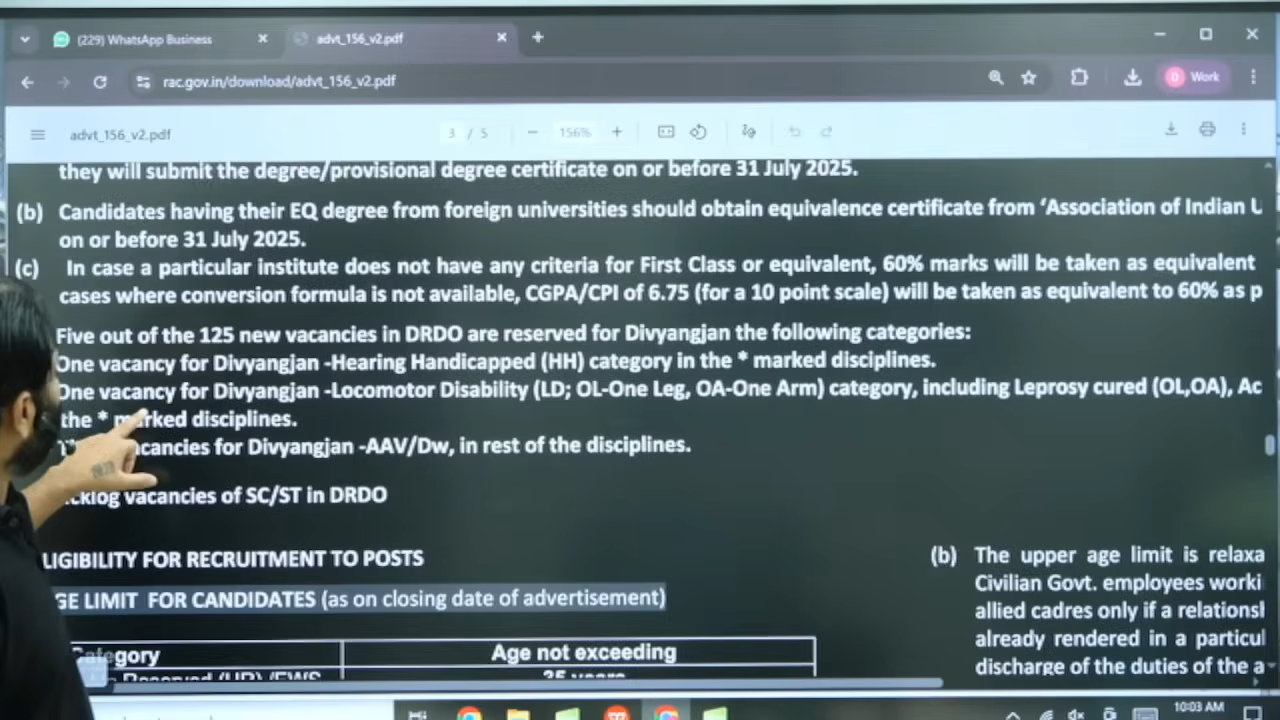 (229) WhatsApp Business
advt_156_v2.pdf
rac.gov.in/download/advt_156_v2.pdf
D Work
advt_156_v2.pdf
3 / 5
156%
they will submit the degree/provisional degree certificate on or before 31 July 2025.
(b) Candidates having their EQ degree from foreign universities should obtain equivalence certificate from ‘Association of Indian U
on or before 31 July 2025.
(c) In case a particular institute does not have any criteria for First Class or equivalent, 60% marks will be taken as equivalent
cases where conversion formula is not available, CGPA/CPI of 6.75 (for a 10 point scale) will be taken as equivalent to 60% as p
Five out of the 125 new vacancies in DRDO are reserved for Divyangjan the following categories:
One vacancy for Divyangjan -Hearing Handicapped (HH) category in the * marked disciplines.
One vacancy for Divyangjan -Locomotor Disability (LD; OL-One Leg, OA-One Arm) category, including Leprosy cured (OL,OA), Ac
the * marked disciplines.
cancies for Divyangjan -AAV/Dw, in rest of the disciplines.
cklog vacancies of SC/ST in DRDO
LIGIBILITY FOR RECRUITMENT TO POSTS
GE LIMIT FOR CANDIDATES (as on closing date of advertisement)
Category
Age not exceeding
Reserved (UR) /EWS
35 years
(b) The upper age limit is relaxa
Civilian Govt. employees worki
allied cadres only if a relationsl
already rendered in a particul
discharge of the duties of the a
10:03 AM